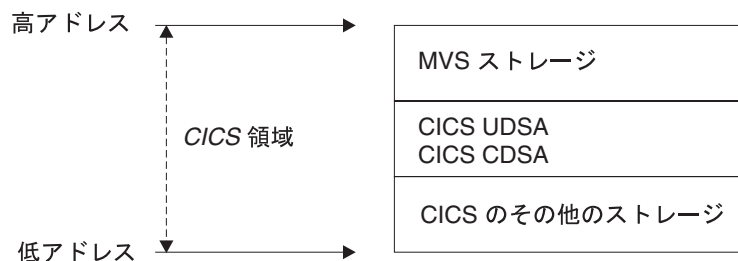 高アドレス
MVS ストレージ
CICS 領域
CICS UDSA
CICS CDSA
CICS のその他のストレージ
低アドレス